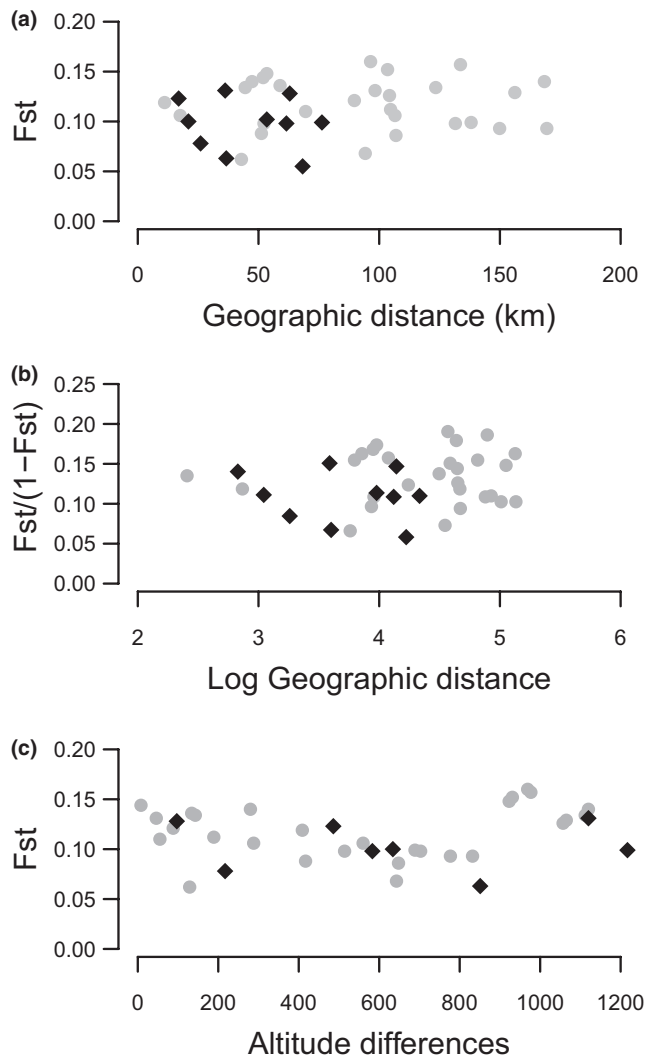 (a)
0.20
0.15
0.10
0.05
0.00
Fst
0 50 100 150 200
Geographic distance (km)
(b)
0.25
0.20
0.15
0.10
0.05
0.00
Fst/(1−Fst)
2 3 4 5 6
Log Geographic distance
(c)
0.20
0.15
0.10
0.05
0.00
Fst
0 200 400 600 800 1000 1200
Altitude differences